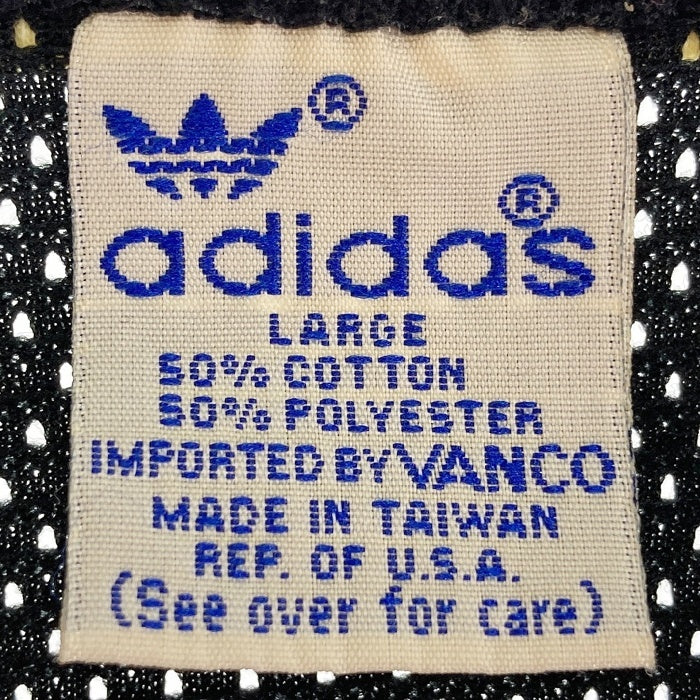 ®
adidas®
LARGE
50% COTTON
50% POLYESTER
IMPORTED BY VANCO
MADE IN TAIWAN
REP. OF U.S.A.
(See over for care)